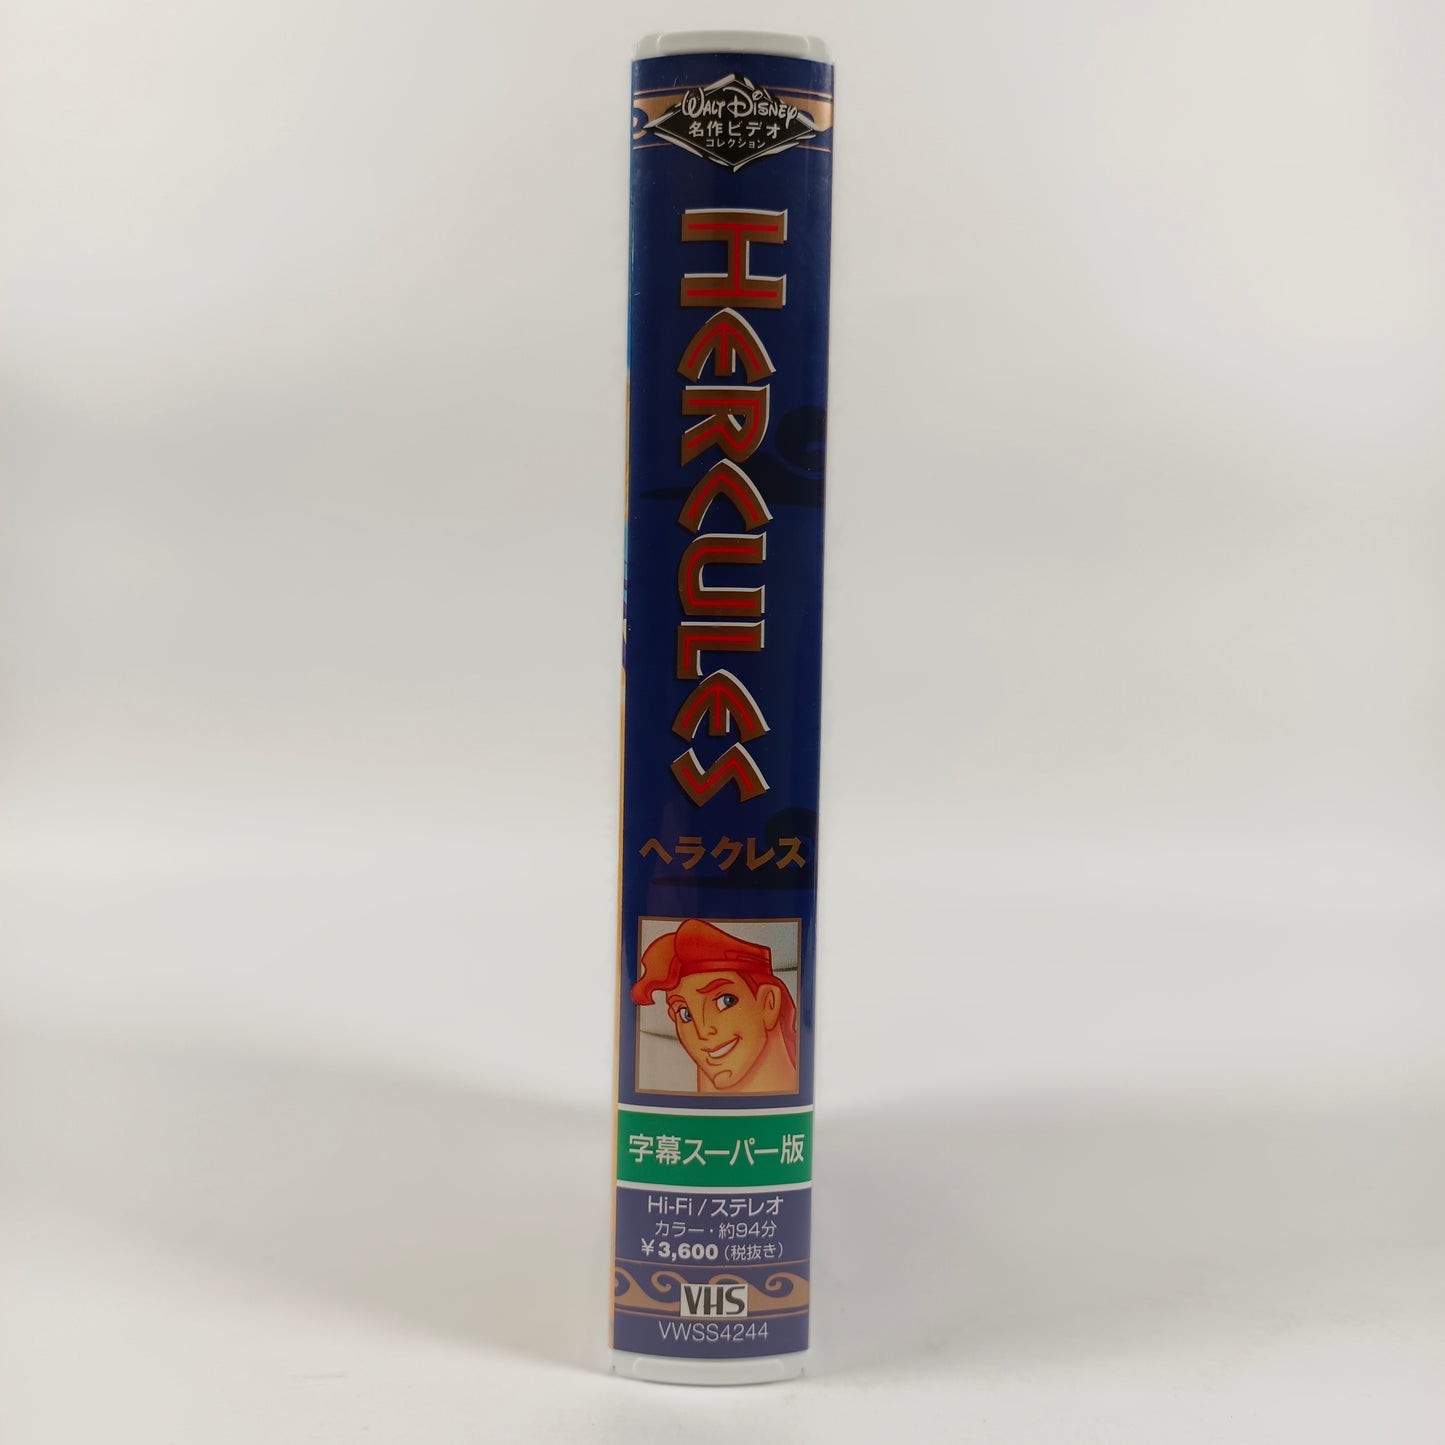 WALT DISNEY
名作ビデオ
コレクション
HERCULES
ヘラクレス
字幕スーパー版
Hi-Fi/ステレオ
カラー・約94分
¥3,600(税抜き)
VHS
VWSS4244